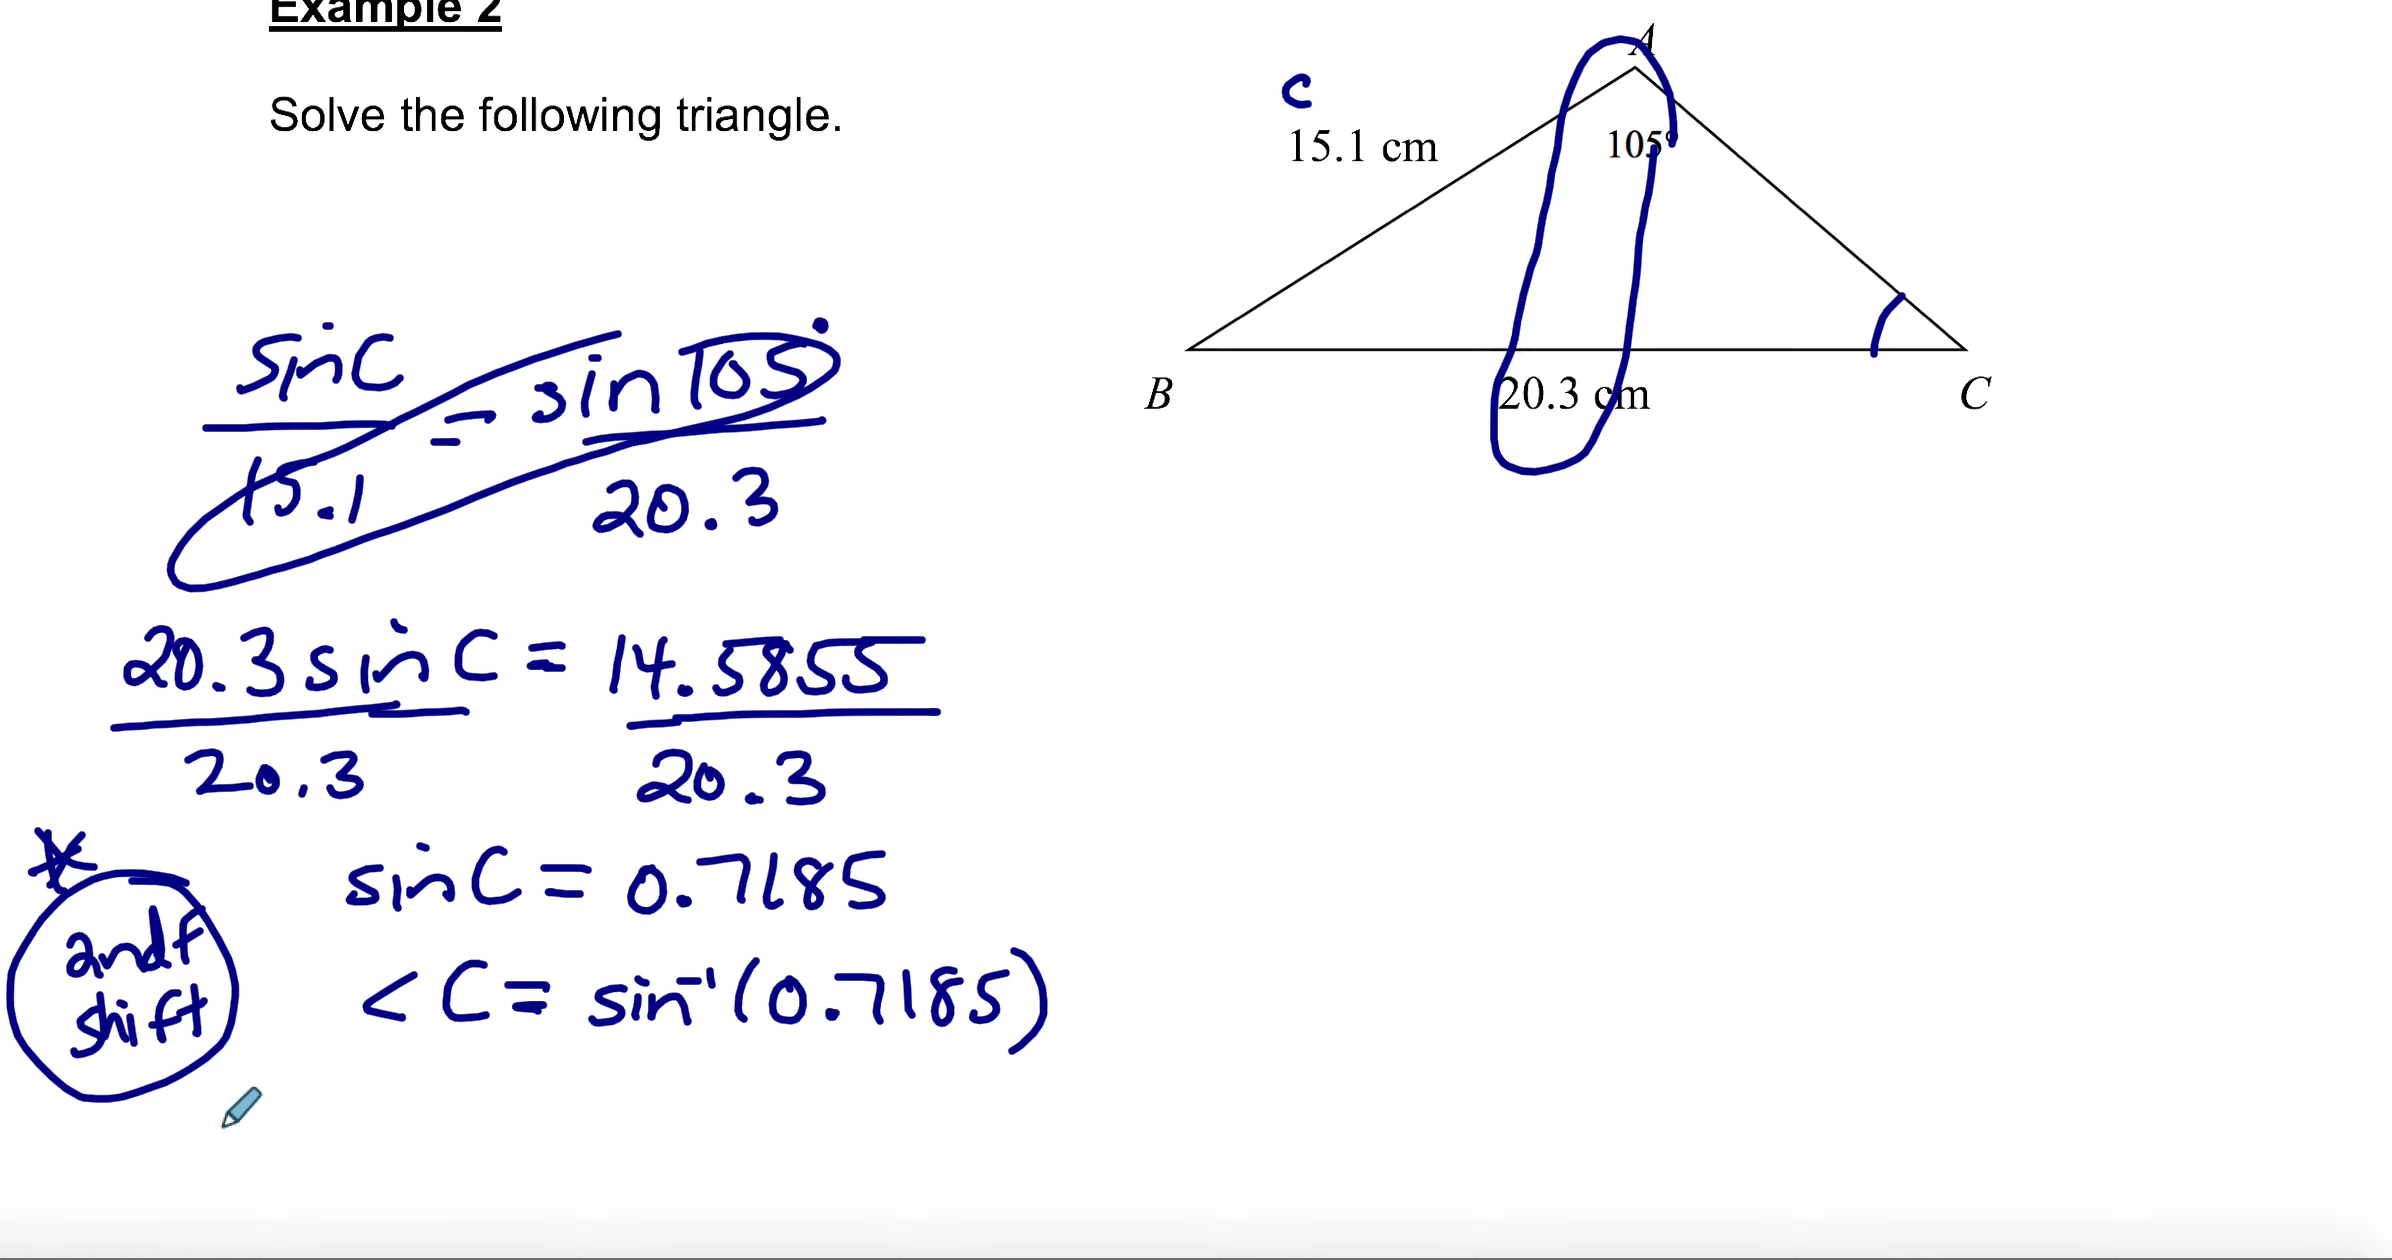 Example 2
Solve the following triangle.
A
c
15.1 cm
105°
B
20.3 cm
C
sinC = sin105°
15.1 20.3
20.3 sinC = 14.5855
20.3 20.3
sinC = 0.7185
<C = sin⁻¹(0.7185)
*
2ndf
shift